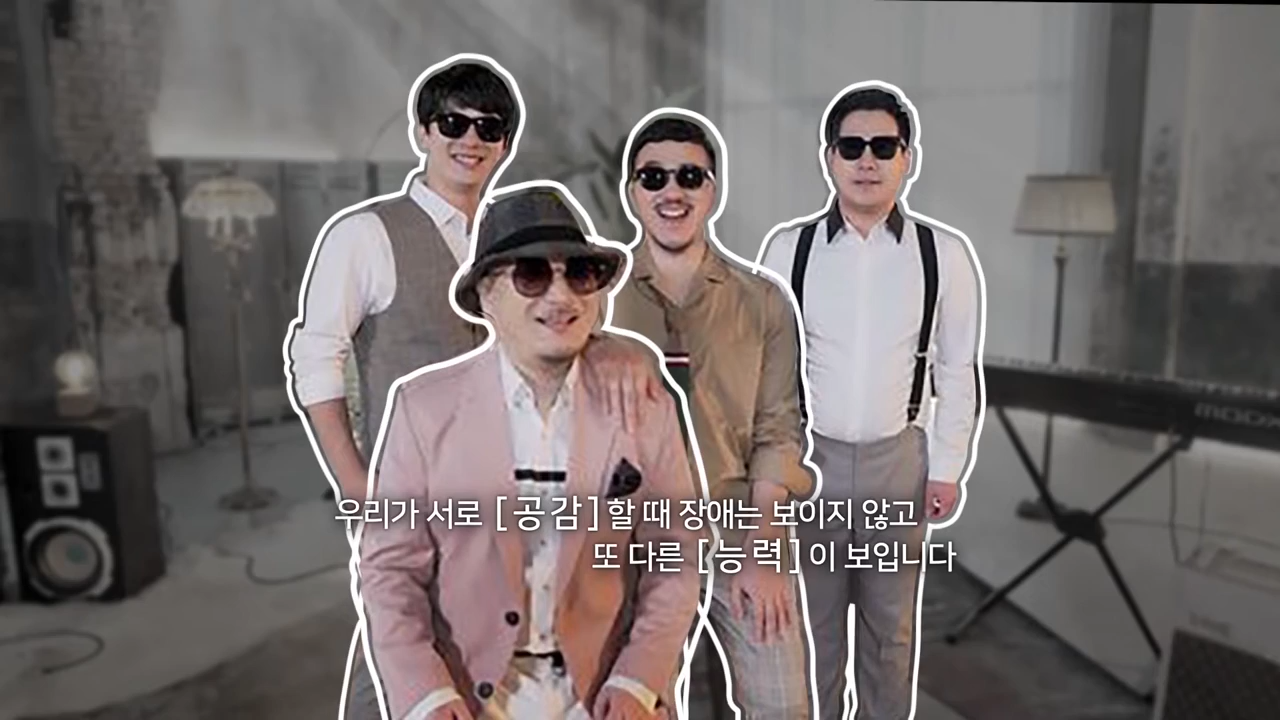 우리가 서로 [공감]할 때 장애는 보이지 않고
또 다른 [능력]이 보입니다